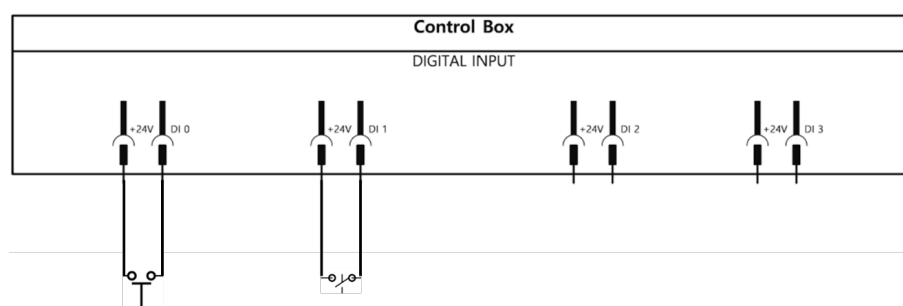 Control Box
DIGITAL INPUT
+24V DI 0 +24V DI 1 +24V DI 2 +24V DI 3